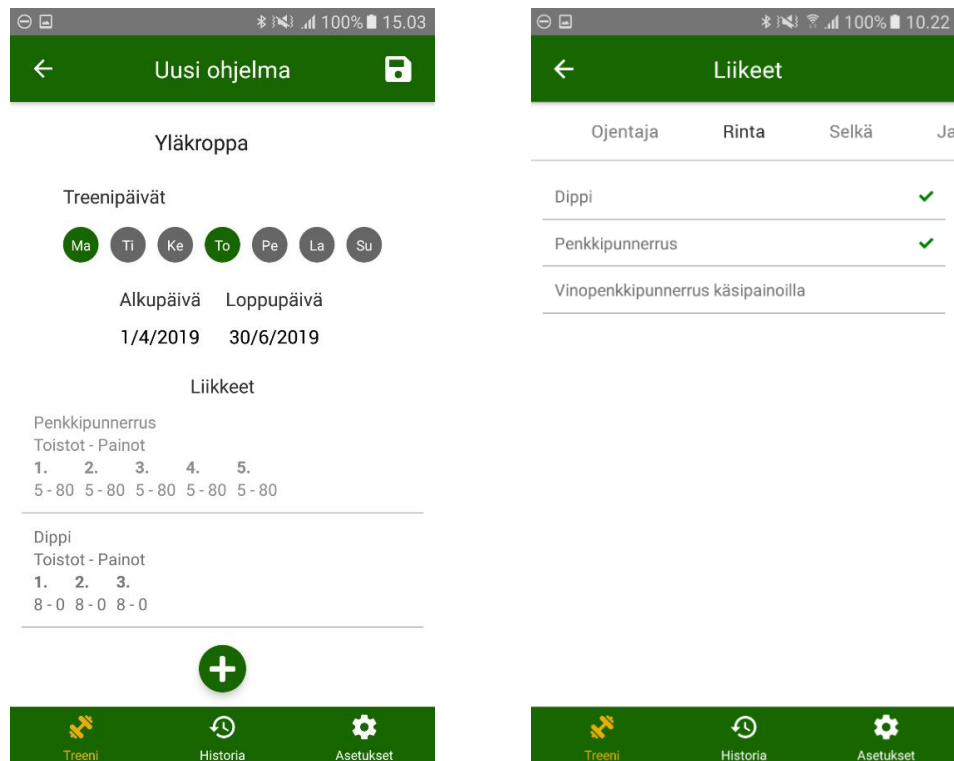 100% 15.03
Uusi ohjelma
Yläkroppa
Treenipäivät
Ma Ti Ke To Pe La Su
Alkupäivä Loppupäivä
1/4/2019 30/6/2019
Liikkeet
Penkkipunnerrus
Toistot - Painot
1. 2. 3. 4. 5.
5 - 80 5 - 80 5 - 80 5 - 80 5 - 80
Dippi
Toistot - Painot
1. 2. 3.
8 - 0 8 - 0 8 - 0
Treeni Historia Asetukset
100% 10.22
Liikeet
Ojentaja Rinta Selkä Ja
Dippi
Penkkipunnerrus
Vinopenkkipunnerrus käsipainoilla
Treeni Historia Asetukset